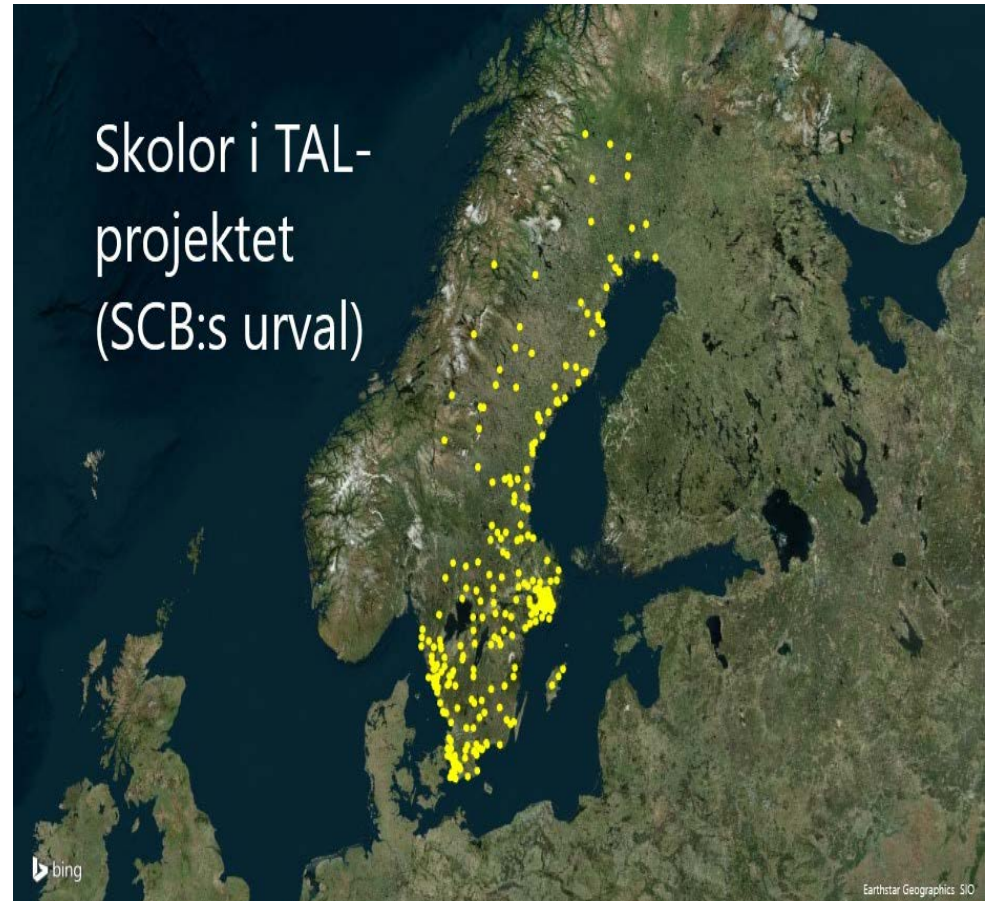 Skolor i TAL-
projektet
(SCB:s urval)
bing
Earthstar Geographics SIO